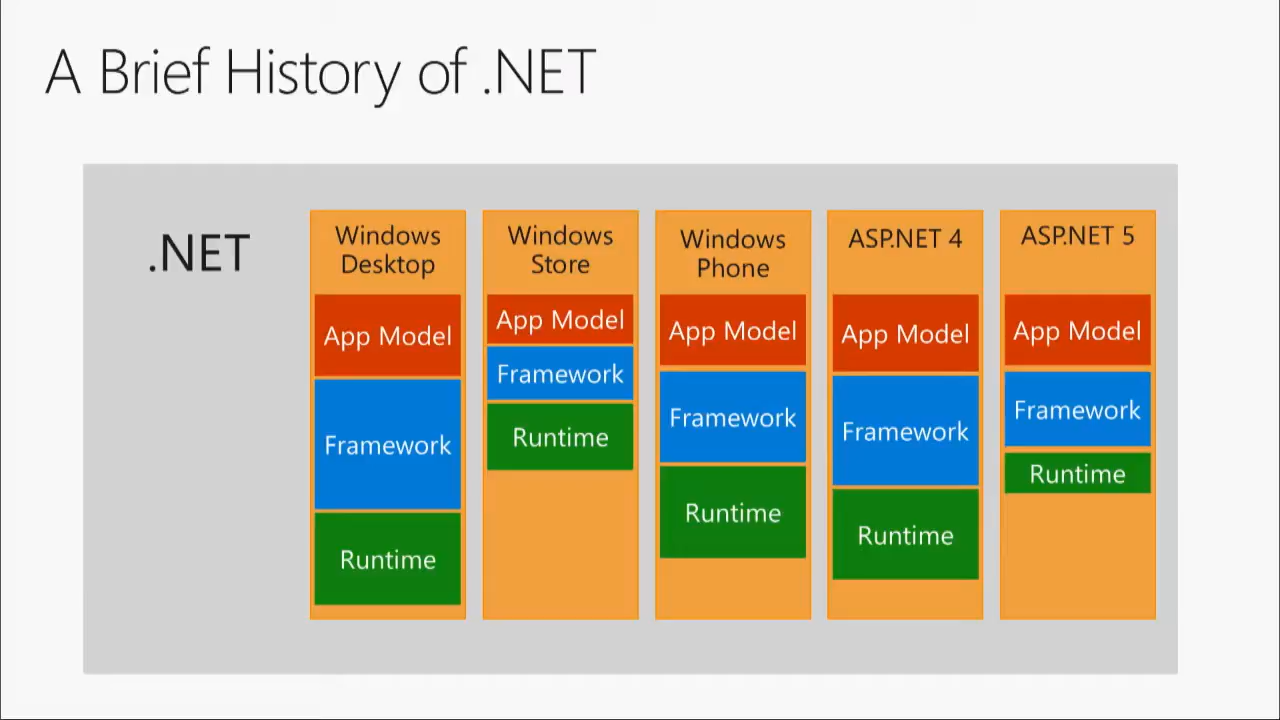 A Brief History of .NET
.NET
Windows
Desktop
App Model
Framework
Runtime
Windows
Store
App Model
Framework
Runtime
Windows
Phone
App Model
Framework
Runtime
ASP.NET 4
App Model
Framework
Runtime
ASP.NET 5
App Model
Framework
Runtime